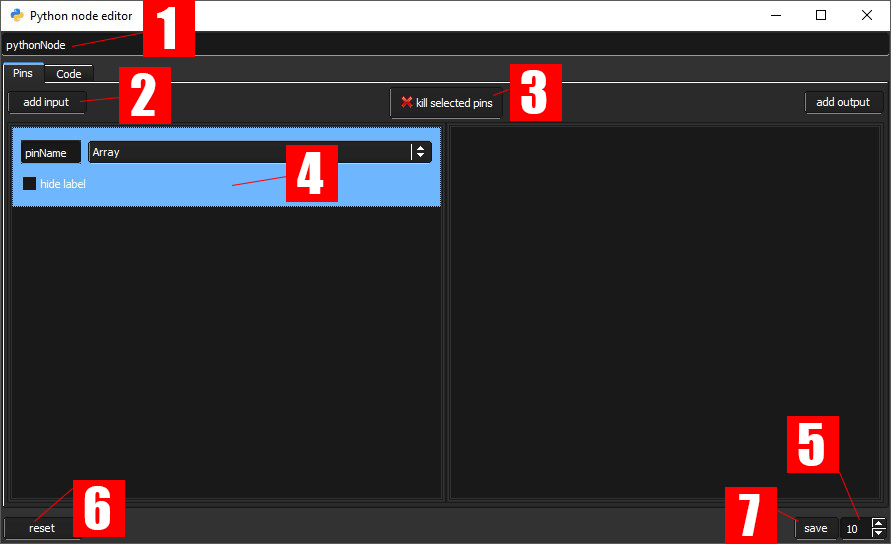 Python node editor
1
pythonNode
Pins Code
2
3
add input
kill selected pins
add output
pinName Array
4
hide label
5
6
7
reset
save 10